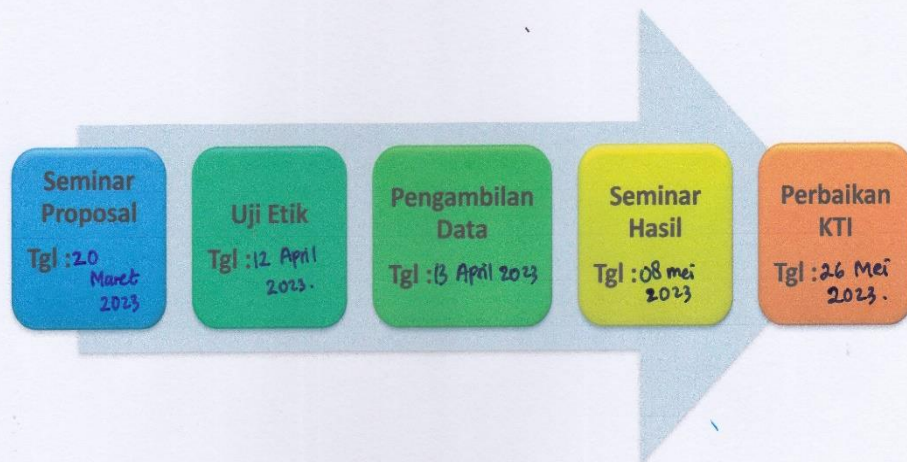 Seminar
Proposal
Tgl :20
Maret
2023
Uji Etik
Tgl :12 April
2023.
Pengambilan
Data
Tgl :13 April 2023
Seminar
Hasil
Tgl :08 mei
2023
Perbaikan
KTI
Tgl :26 Mei
2023.